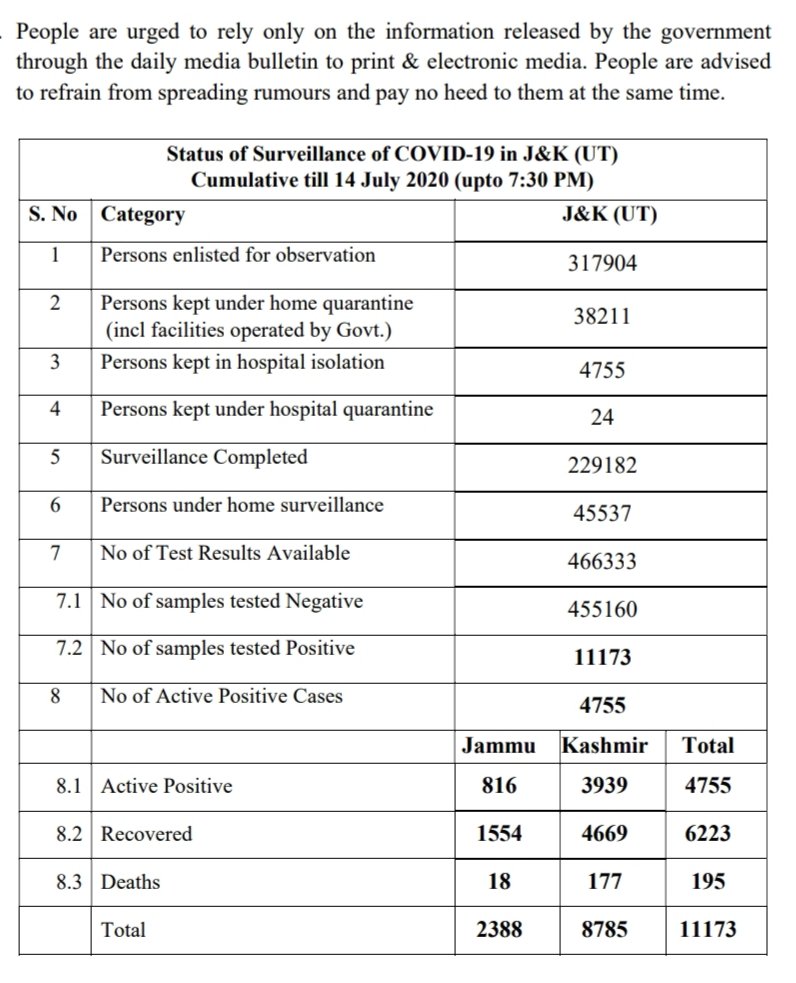 . People are urged to rely only on the information released by the government
through the daily media bulletin to print & electronic media. People are advised
to refrain from spreading rumours and pay no heed to them at the same time.
Status of Surveillance of COVID-19 in J&K (UT)
Cumulative till 14 July 2020 (upto 7:30 PM)
S. No Category J&K (UT)
1 Persons enlisted for observation 317904
2 Persons kept under home quarantine
(incl facilities operated by Govt.) 38211
3 Persons kept in hospital isolation 4755
4 Persons kept under hospital quarantine 24
5 Surveillance Completed 229182
6 Persons under home surveillance 45537
7 No of Test Results Available 466333
7.1 No of samples tested Negative 455160
7.2 No of samples tested Positive 11173
8 No of Active Positive Cases 4755
Jammu Kashmir Total
8.1 Active Positive 816 3939 4755
8.2 Recovered 1554 4669 6223
8.3 Deaths 18 177 195
Total 2388 8785 11173